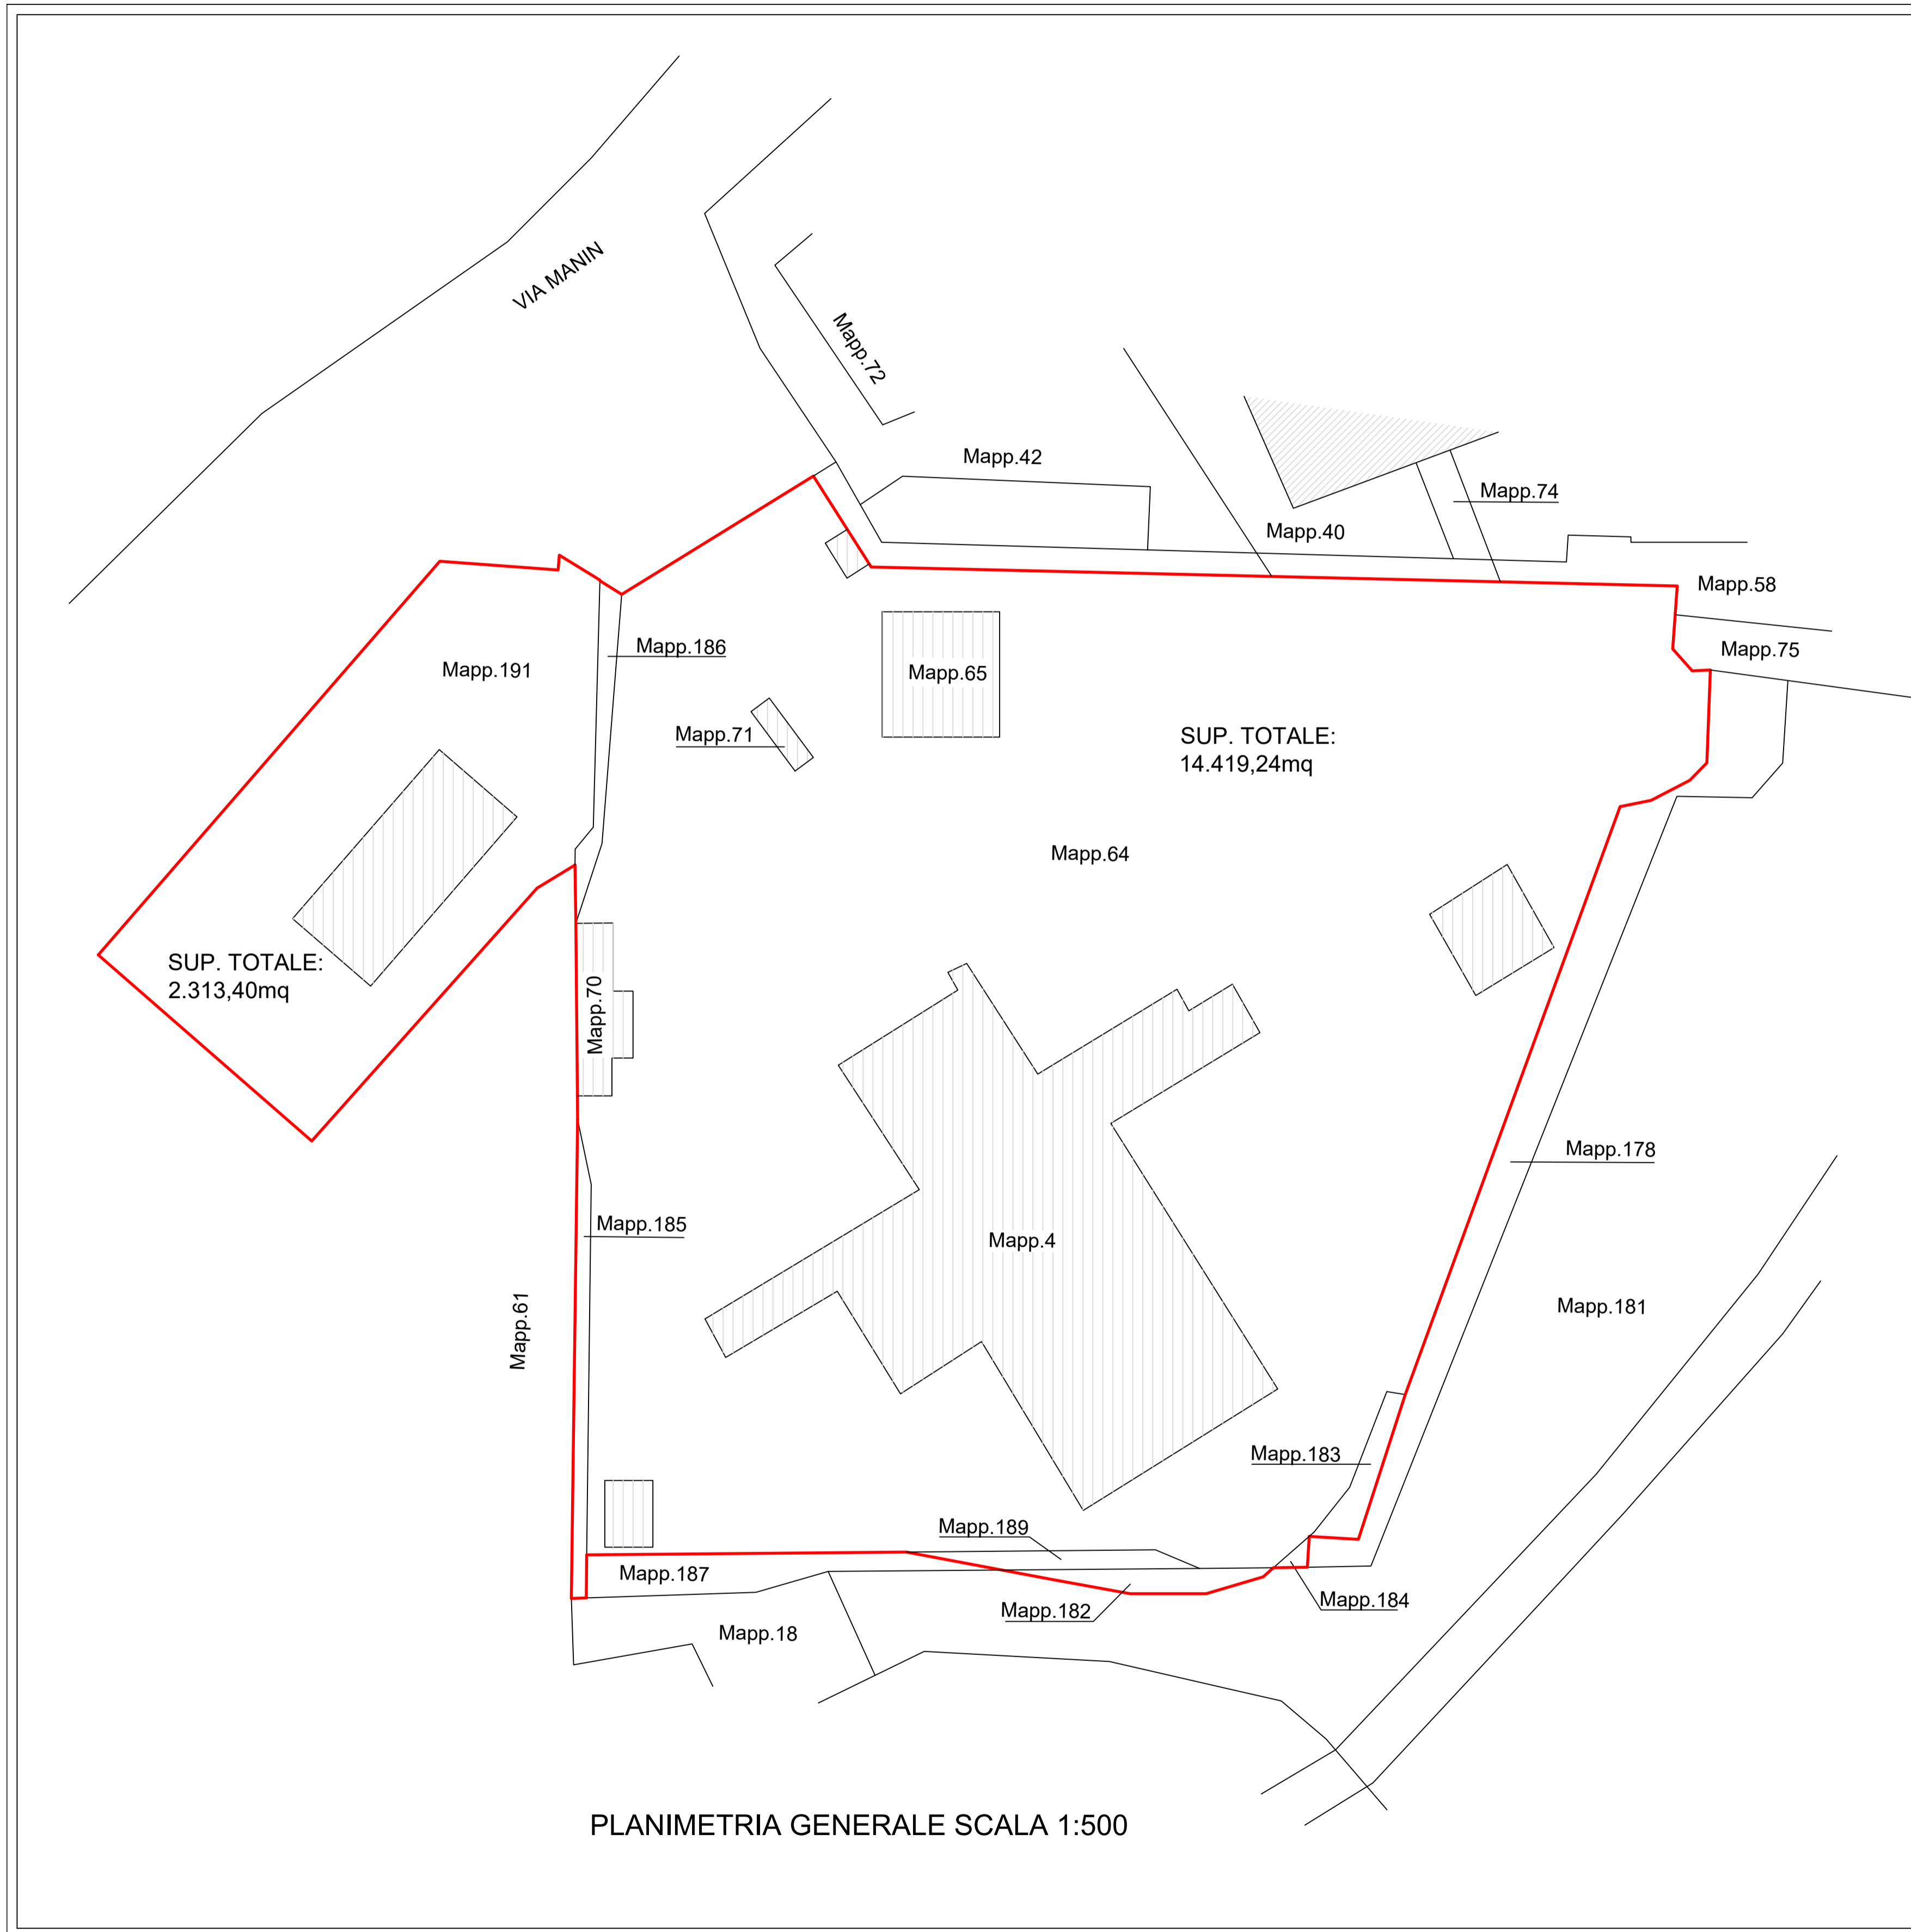 VIA MANIN
Mapp.72
Mapp.42
Mapp.74
Mapp.40
Mapp.58
Mapp.75
Mapp.186
Mapp.191
Mapp.65
Mapp.71
SUP. TOTALE:
14.419,24mq
Mapp.64
SUP. TOTALE:
2.313,40mq
Mapp.70
Mapp.178
Mapp.185
Mapp.4
Mapp.61
Mapp.181
Mapp.183
Mapp.189
Mapp.187
Mapp.184
Mapp.182
Mapp.18
PLANIMETRIA GENERALE SCALA 1:500